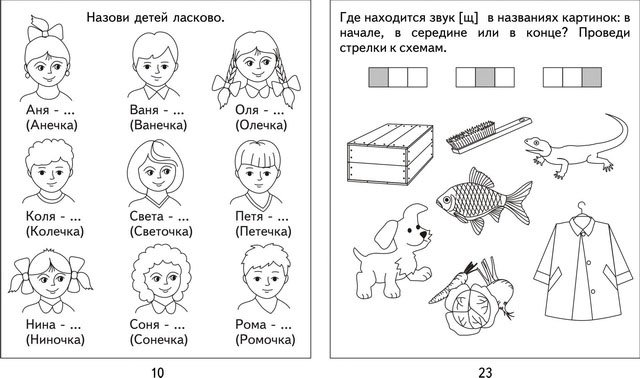 Назови детей ласково.
Аня - ...
(Анечка)
Ваня - ...
(Ванечка)
Оля - ...
(Олечка)
Коля - ...
(Колечка)
Света - ...
(Светочка)
Петя - ...
(Петечка)
Нина - ...
(Ниночка)
Соня - ...
(Сонечка)
Рома - ...
(Ромочка)
10
Где находится звук [щ] в названиях картинок: в
начале, в середине или в конце? Проведи
стрелки к схемам.
23